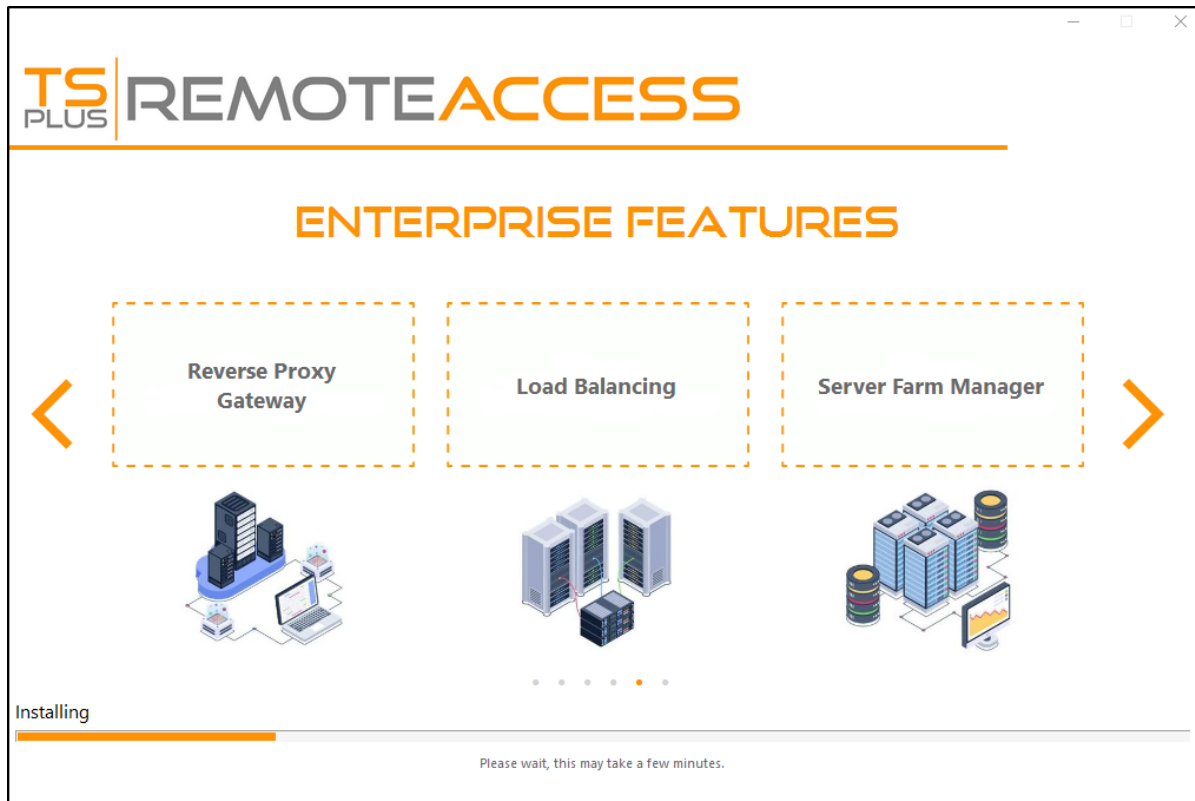 TS
PLUS
REMOTEACCESS
ENTERPRISE FEATURES
Reverse Proxy
Gateway
Load Balancing
Server Farm Manager
Installing
Please wait, this may take a few minutes.